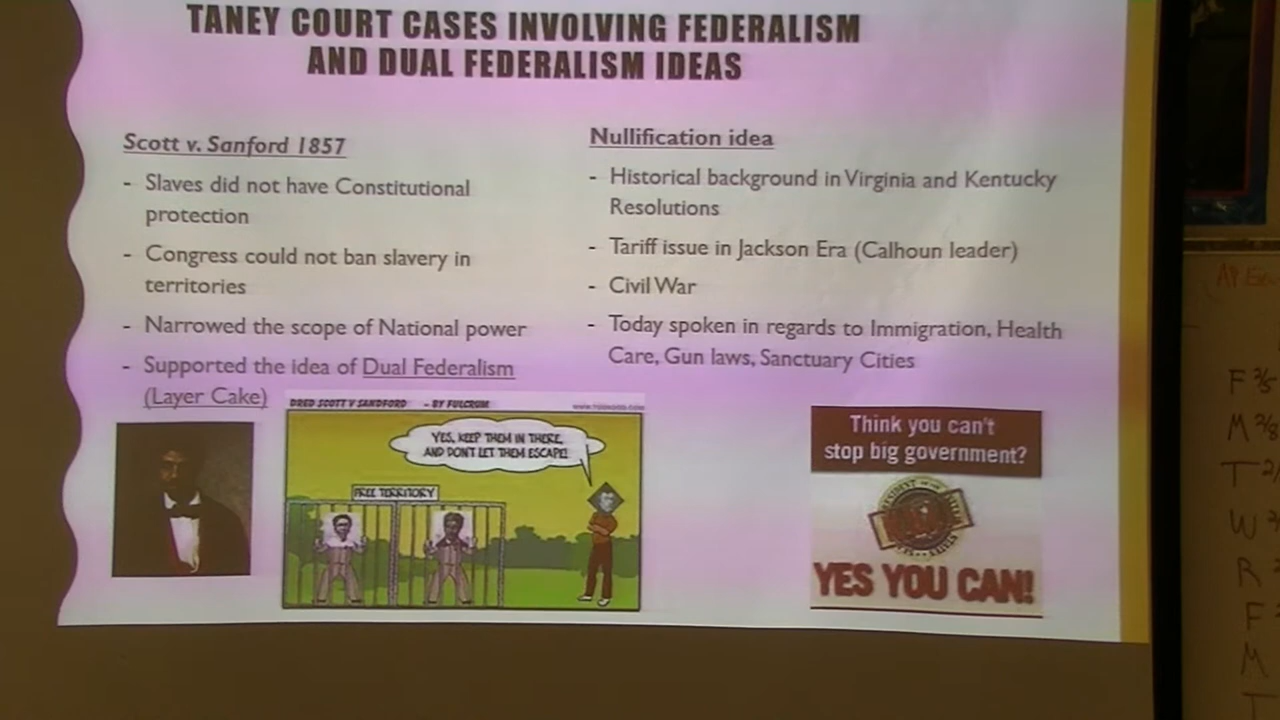 TANEY COURT CASES INVOLVING FEDERALISM
AND DUAL FEDERALISM IDEAS
Scott v. Sanford 1857
- Slaves did not have Constitutional
protection
- Congress could not ban slavery in
territories
- Narrowed the scope of National power
- Supported the idea of Dual Federalism
(Layer Cake)
Nullification idea
- Historical background in Virginia and Kentucky
Resolutions
- Tariff issue in Jackson Era (Calhoun leader)
- Civil War
- Today spoken in regards to Immigration, Health
Care, Gun laws, Sanctuary Cities
DRED SCOTT V SANDFORD - BY FULCRUM
YES, KEEP THEM IN THERE,
AND DON'T LET THEM ESCAPE!
FREE TERRITORY
Think you can't
stop big government?
YES YOU CAN!
F
M
T
W
R
F
M
T